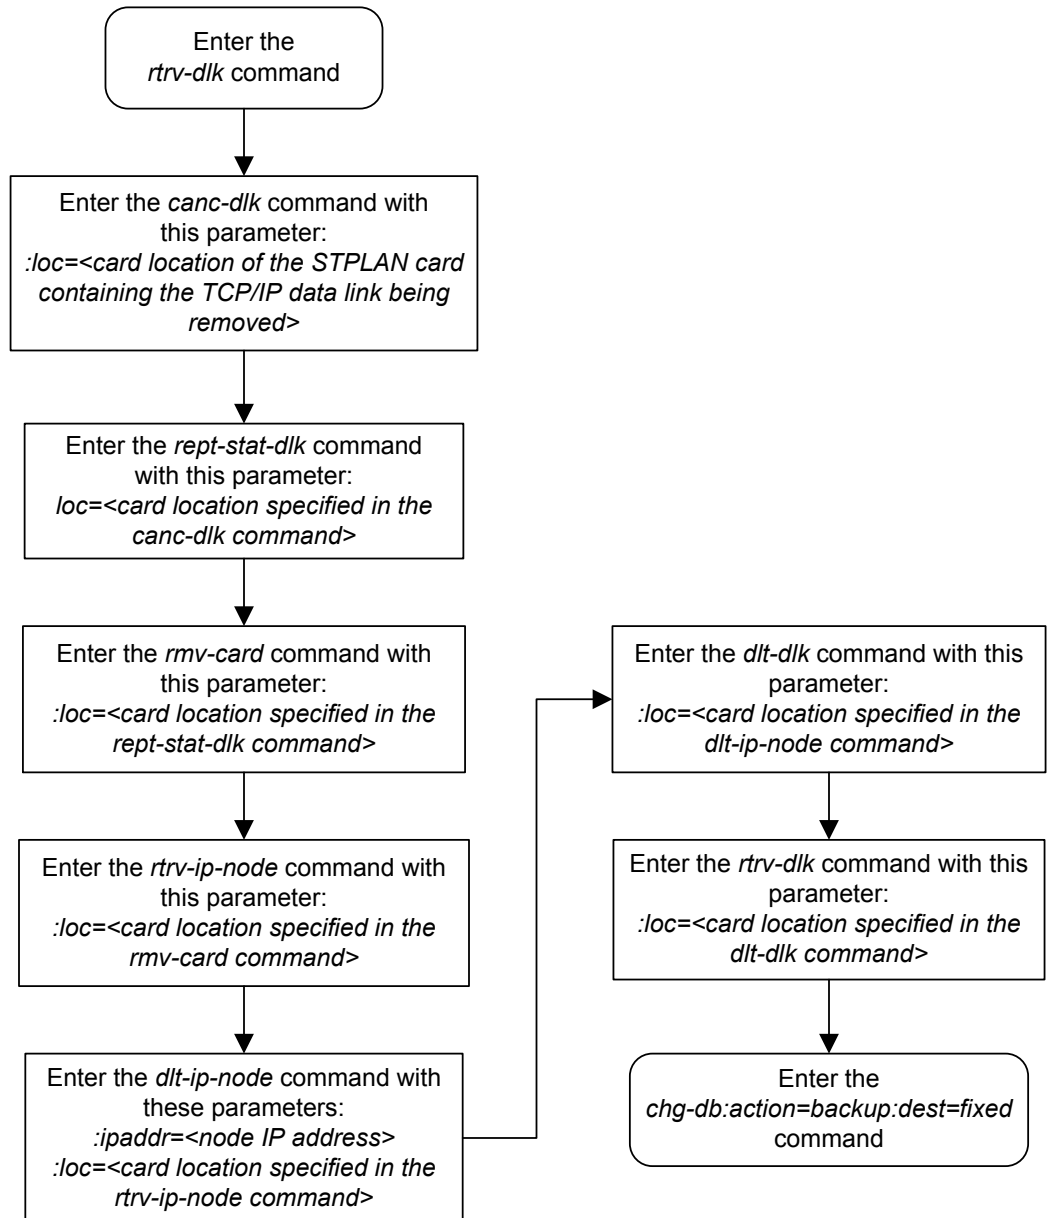 Enter the
rtrv-dlk command
Enter the canc-dlk command with
this parameter:
:loc=<card location of the STPLAN card
containing the TCP/IP data link being
removed>
Enter the rept-stat-dlk command
with this parameter:
loc=<card location specified in the
canc-dlk command>
Enter the rmv-card command with
this parameter:
:loc=<card location specified in the
rept-stat-dlk command>
Enter the rtrv-ip-node command with
this parameter:
:loc=<card location specified in the
rmv-card command>
Enter the dlt-ip-node command with
these parameters:
:ipaddr=<node IP address>
:loc=<card location specified in the
rtrv-ip-node command>
Enter the dlt-dlk command with this
parameter:
:loc=<card location specified in the
dlt-ip-node command>
Enter the rtrv-dlk command with this
parameter:
:loc=<card location specified in the
dlt-dlk command>
Enter the
chg-db:action=backup:dest=fixed
command